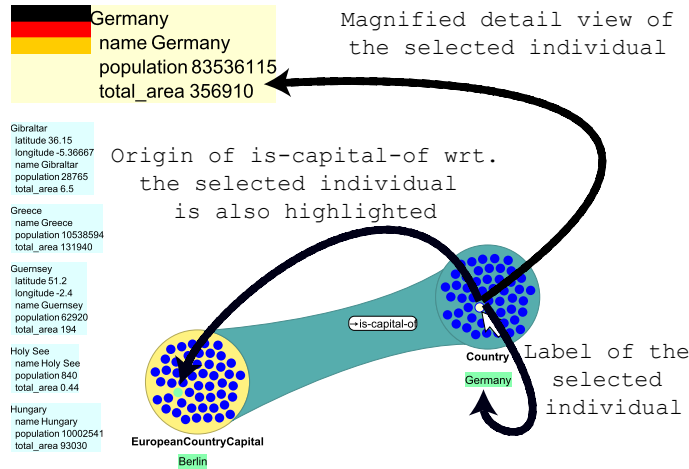 Germany
name Germany
population 83536115
total_area 356910
Magnified detail view of
the selected individual
Gibraltar
latitude 36.15
longitude -5.36667
name Gibraltar
population 28765
total_area 6.5
Origin of is-capital-of wrt.
the selected individual
is also highlighted
Greece
name Greece
population 10538594
total_area 131940
Guernsey
latitude 51.2
longitude -2.4
name Guernsey
population 62920
total_area 194
is-capital-of
Holy See
name Holy See
population 840
total_area 0.44
Country
Germany
Label of the
selected
individual
Hungary
name Hungary
population 10002541
total_area 93030
EuropeanCountryCapital
Berlin